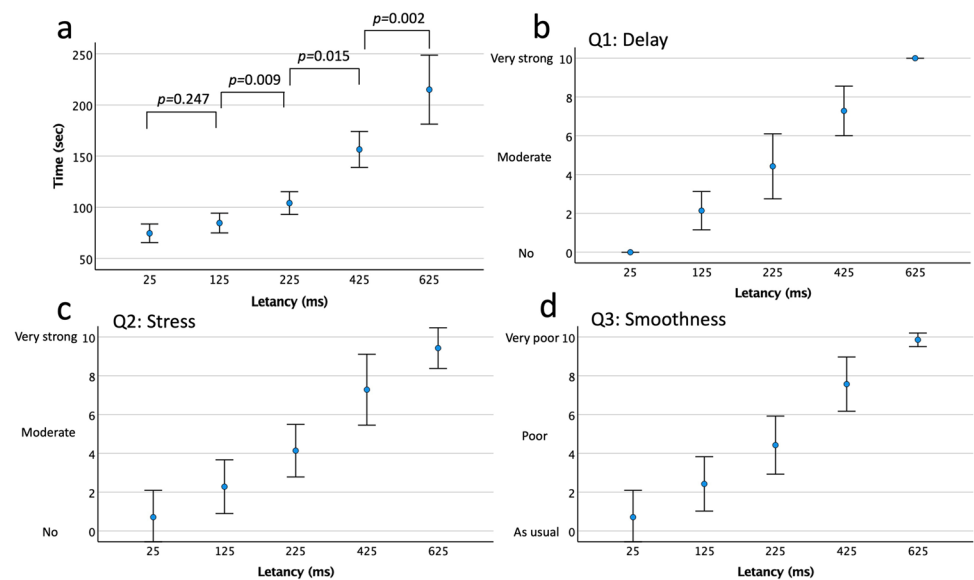 a
p=0.002
p=0.015
p=0.009
p=0.247
250
200
150
100
50
Time (sec)
25 125 225 425 625
Letancy (ms)
b
Q1: Delay
Very strong 10
8
6
Moderate
4
2
No 0
25 125 225 425 625
Letancy (ms)
c
Q2: Stress
Very strong 10
8
6
Moderate
4
2
No 0
25 125 225 425 625
Letancy (ms)
d
Q3: Smoothness
Very poor 10
8
6
Poor
4
2
As usual 0
25 125 225 425 625
Letancy (ms)